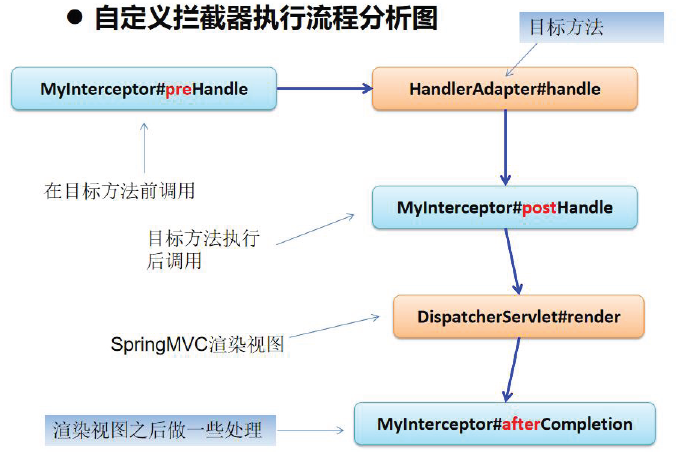 ● 自定义拦截器执行流程分析图
目标方法
MyInterceptor#preHandle
HandlerAdapter#handle
在目标方法前调用
MyInterceptor#postHandle
目标方法执行
后调用
DispatcherServlet#render
SpringMVC渲染视图
MyInterceptor#afterCompletion
渲染视图之后做一些处理